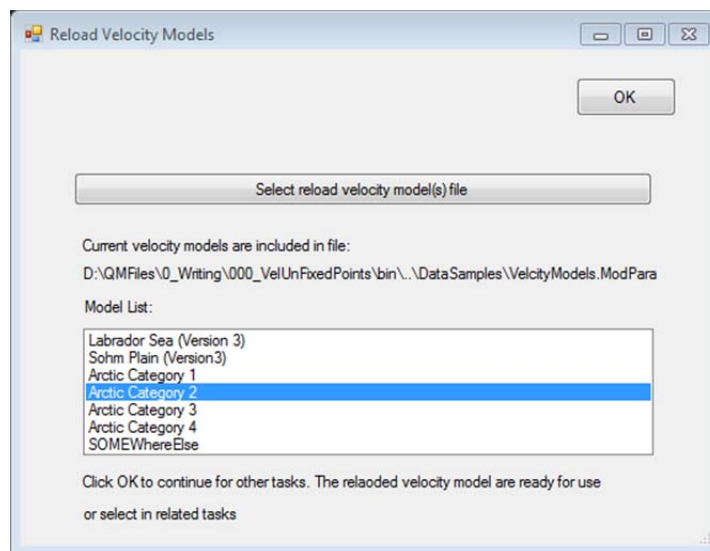 Reload Velocity Models
OK
Select reload velocity model(s) file
Current velocity models are included in file:
D:\QMFiles\0_Writing\000_VelUnFixedPoints\bin\..\DataSamples\VelcityModels.ModPara
Model List:
Labrador Sea (Version 3)
Sohm Plain (Version3)
Arctic Category 1
Arctic Category 2
Arctic Category 3
Arctic Category 4
SOMEWhereElse
Click OK to continue for other tasks. The relaoded velocity model are ready for use
or select in related tasks